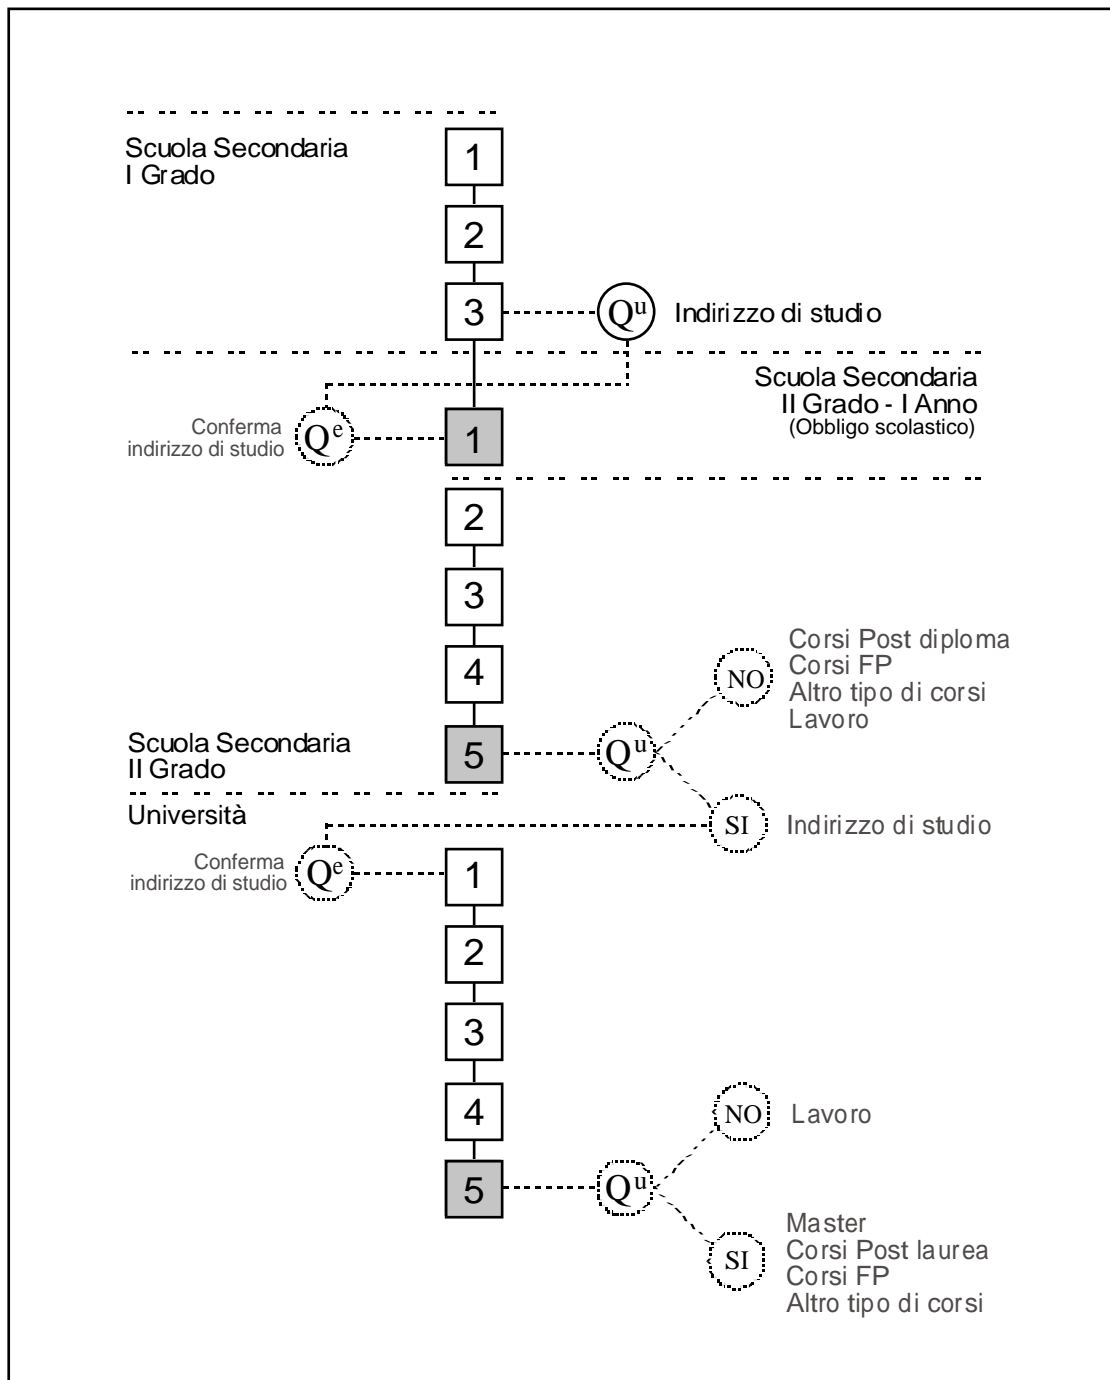 Scuola Secondaria
I Grado
1
2
3
Qu
Indirizzo di studio
Scuola Secondaria
II Grado - I Anno
(Obbligo scolastico)
Conferma
indirizzo di studio
Qe
1
2
3
4
Corsi Post diploma
Corsi FP
Altro tipo di corsi
Lavoro
NO
Scuola Secondaria
II Grado
5
Qu
Università
SI
Indirizzo di studio
Conferma
indirizzo di studio
Qe
1
2
3
4
NO
Lavoro
5
Qu
Master
Corsi Post laurea
Corsi FP
Altro tipo di corsi
SI